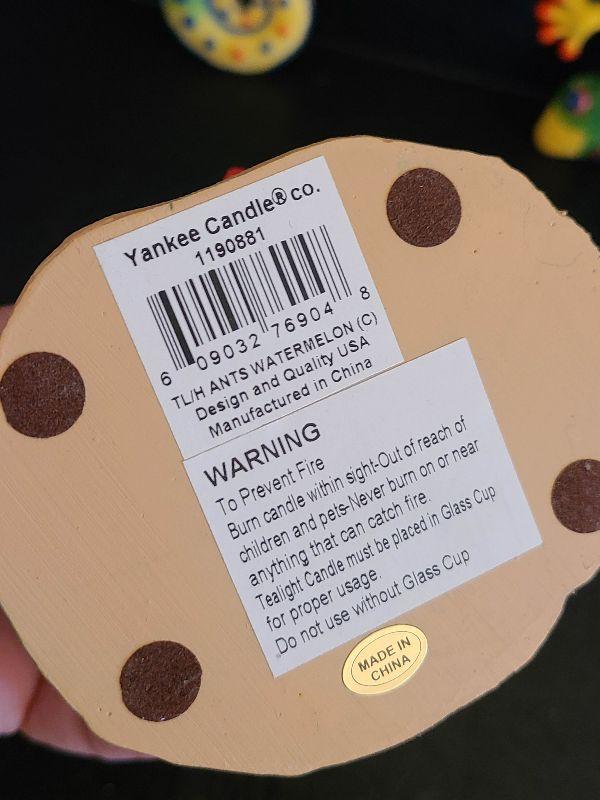 Yankee Candle® co.
1190881
6 09032 76904 8
TL/H ANTS WATERMELON (C)
Design and Quality USA
Manufactured in China
WARNING
To Prevent Fire
Burn candle within sight-Out of reach of
children and pets-Never burn on or near
anything that can catch fire.
Tealight Candle must be placed in Glass Cup
for proper usage.
Do not use without Glass Cup
MADE IN
CHINA